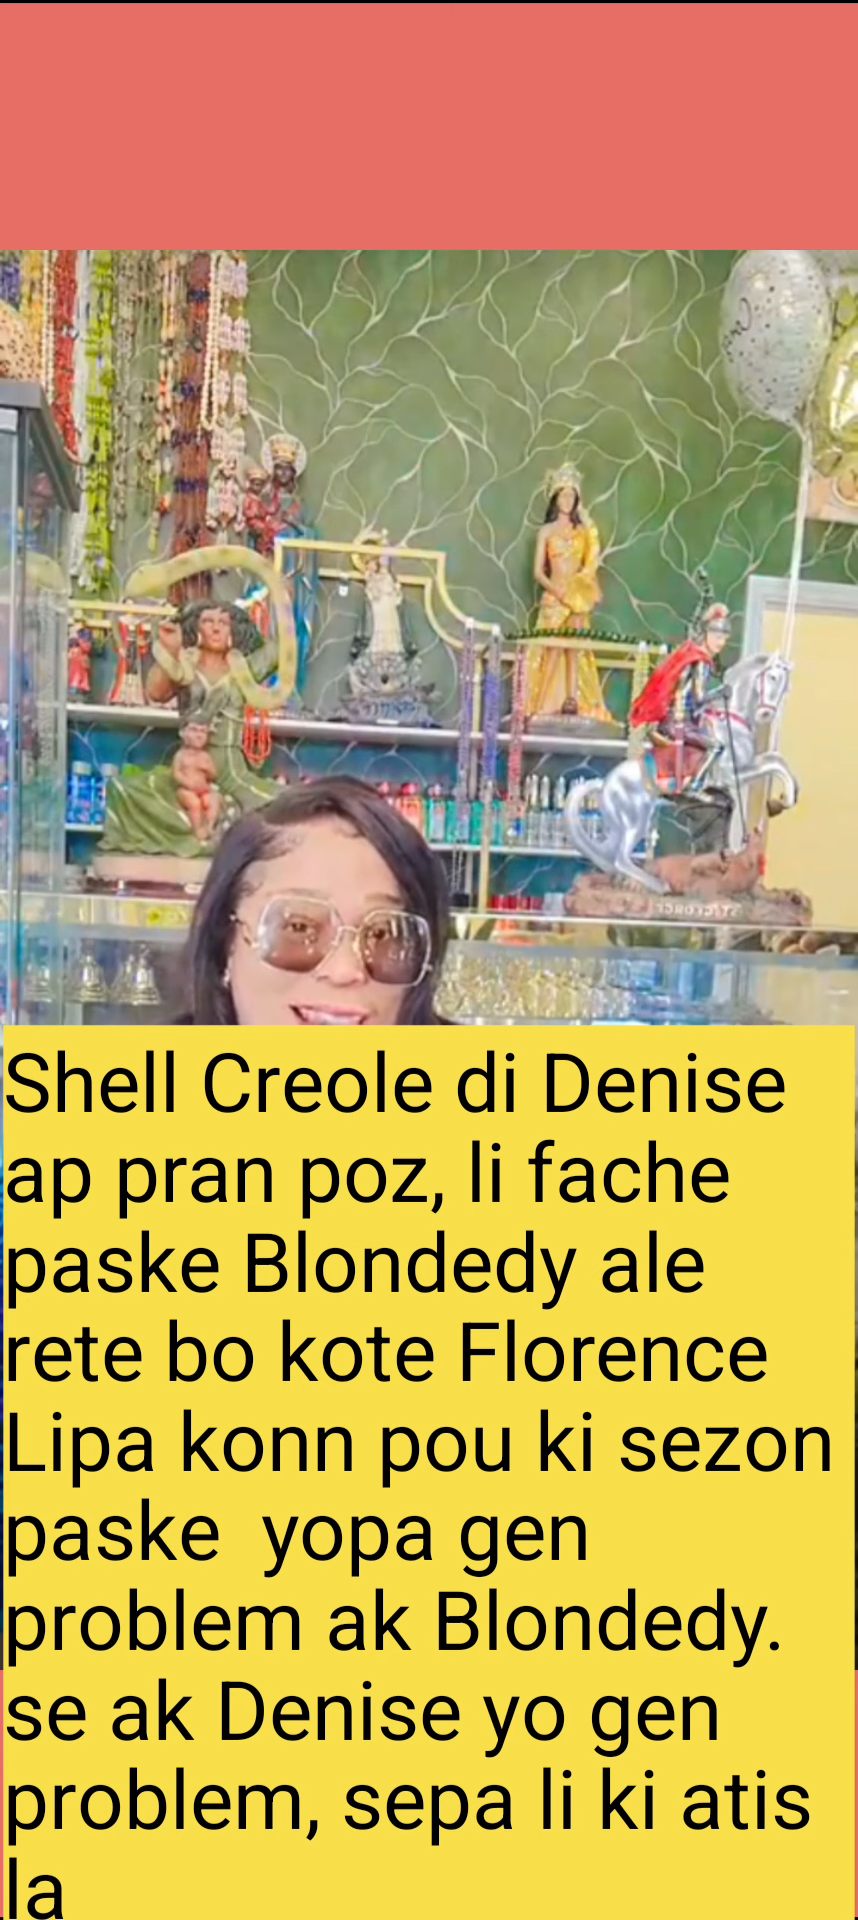 Shell Creole di Denise
ap pran poz, li fache
paske Blondedy ale
rete bo kote Florence
Lipa konn pou ki sezon
paske  yopa gen
problem ak Blondedy.
se ak Denise yo gen
problem, sepa li ki atis
la